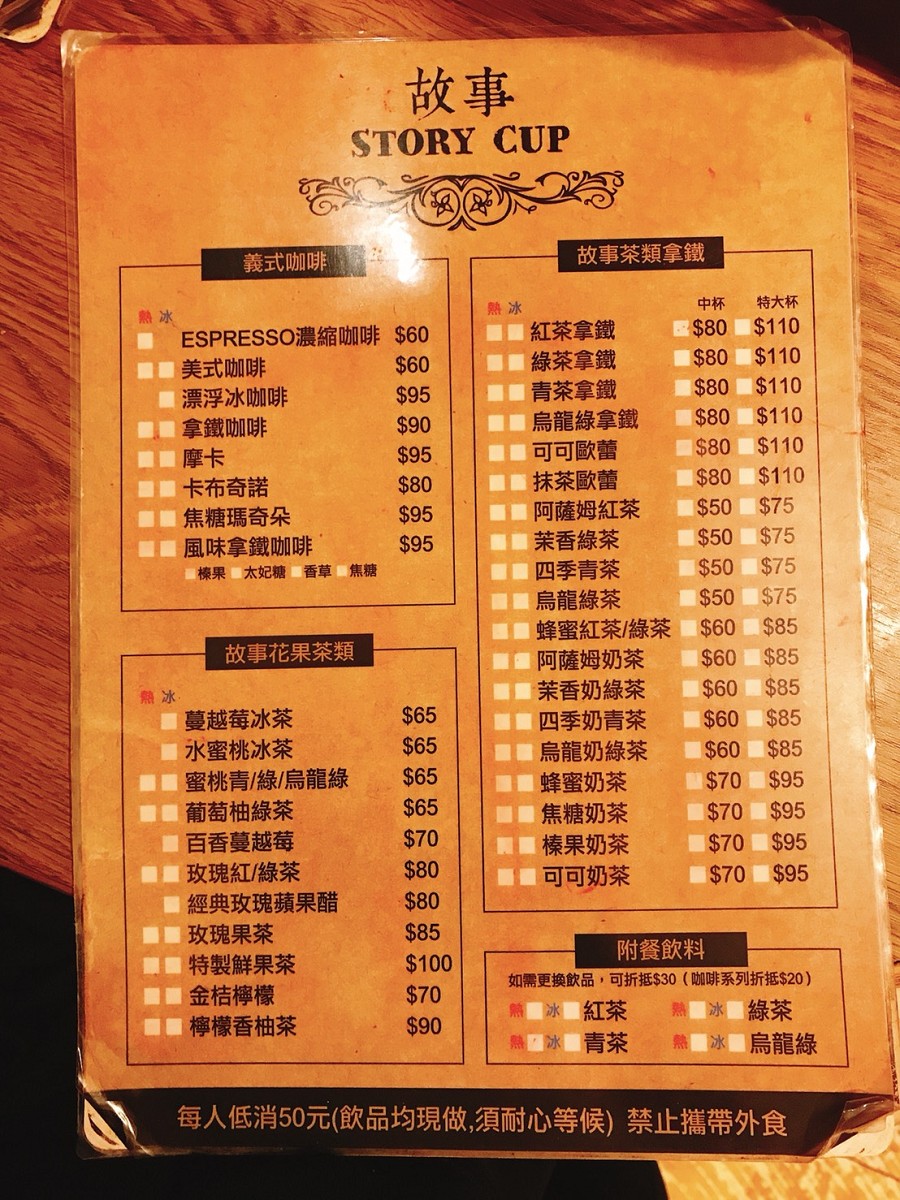 故事
STORY CUP
義式咖啡
熱 冰
ESPRESSO濃縮咖啡 $60
美式咖啡 $60
漂浮冰咖啡 $95
拿鐵咖啡 $90
摩卡 $95
卡布奇諾 $80
焦糖瑪奇朵 $95
風味拿鐵咖啡 $95
榛果 太妃糖 香草 焦糖
故事花果茶類
熱 冰
蔓越莓冰茶 $65
水蜜桃冰茶 $65
蜜桃青/綠/烏龍綠 $65
葡萄柚綠茶 $65
百香蔓越莓 $70
玫瑰紅/綠茶 $80
經典玫瑰蘋果醋 $80
玫瑰果茶 $85
特製鮮果茶 $100
金桔檸檬 $70
檸檬香柚茶 $90
故事茶類拿鐵
熱 冰 中杯 特大杯
紅茶拿鐵 $80 $110
綠茶拿鐵 $80 $110
青茶拿鐵 $80 $110
烏龍綠拿鐵 $80 $110
可可歐蕾 $80 $110
抹茶歐蕾 $80 $110
阿薩姆紅茶 $50 $75
茉香綠茶 $50 $75
四季青茶 $50 $75
烏龍綠茶 $50 $75
蜂蜜紅茶/綠茶 $60 $85
阿薩姆奶茶 $60 $85
茉香奶綠茶 $60 $85
四季奶青茶 $60 $85
烏龍奶綠茶 $60 $85
蜂蜜奶茶 $70 $95
焦糖奶茶 $70 $95
榛果奶茶 $70 $95
可可奶茶 $70 $95
附餐飲料
如需更換飲品，可折抵$30（咖啡系列折抵$20）
熱 冰 紅茶 熱 冰 綠茶
熱 冰 青茶 熱 冰 烏龍綠
每人低消50元(飲品均現做,須耐心等候) 禁止攜帶外食